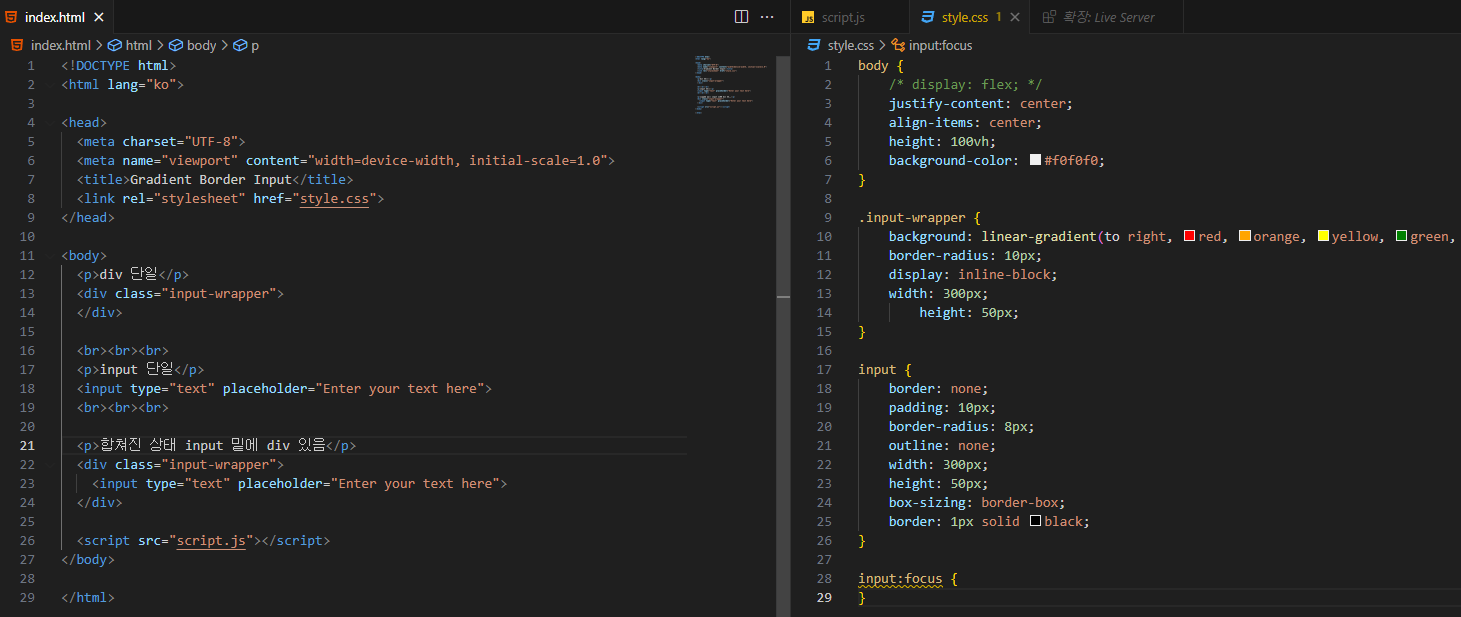 index.html
script.js
style.css 1
확장: Live Server
index.html > html > body > p
style.css > input:focus
1 <!DOCTYPE html>
2 <html lang="ko">
3
4 <head>
5 <meta charset="UTF-8">
6 <meta name="viewport" content="width=device-width, initial-scale=1.0">
7 <title>Gradient Border Input</title>
8 <link rel="stylesheet" href="style.css">
9 </head>
10
11 <body>
12 <p>div 단일</p>
13 <div class="input-wrapper">
14 </div>
15
16 <br><br><br>
17 <p>input 단일</p>
18 <input type="text" placeholder="Enter your text here">
19 <br><br><br>
20
21 <p>합쳐진 상태 input 밑에 div 있음</p>
22 <div class="input-wrapper">
23 <input type="text" placeholder="Enter your text here">
24 </div>
25
26 <script src="script.js"></script>
27 </body>
28
29 </html>
1 body {
2 /* display: flex; */
3 justify-content: center;
4 align-items: center;
5 height: 100vh;
6 background-color: #f0f0f0;
7 }
8
9 .input-wrapper {
10 background: linear-gradient(to right, red, orange, yellow, green,
11 border-radius: 10px;
12 display: inline-block;
13 width: 300px;
14 height: 50px;
15 }
16
17 input {
18 border: none;
19 padding: 10px;
20 border-radius: 8px;
21 outline: none;
22 width: 300px;
23 height: 50px;
24 box-sizing: border-box;
25 border: 1px solid black;
26 }
27
28 input:focus {
29 }